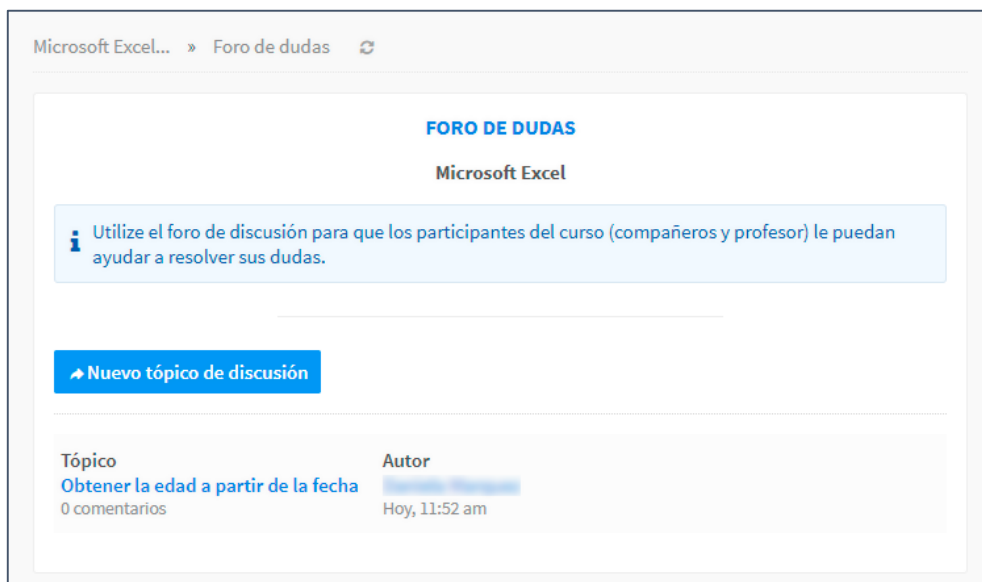 Microsoft Excel... » Foro de dudas
FORO DE DUDAS
Microsoft Excel
Utilize el foro de discusión para que los participantes del curso (compañeros y profesor) le puedan
ayudar a resolver sus dudas.
Nuevo tópico de discusión
Tópico
Obtener la edad a partir de la fecha
0 comentarios
Autor
Hoy, 11:52 am